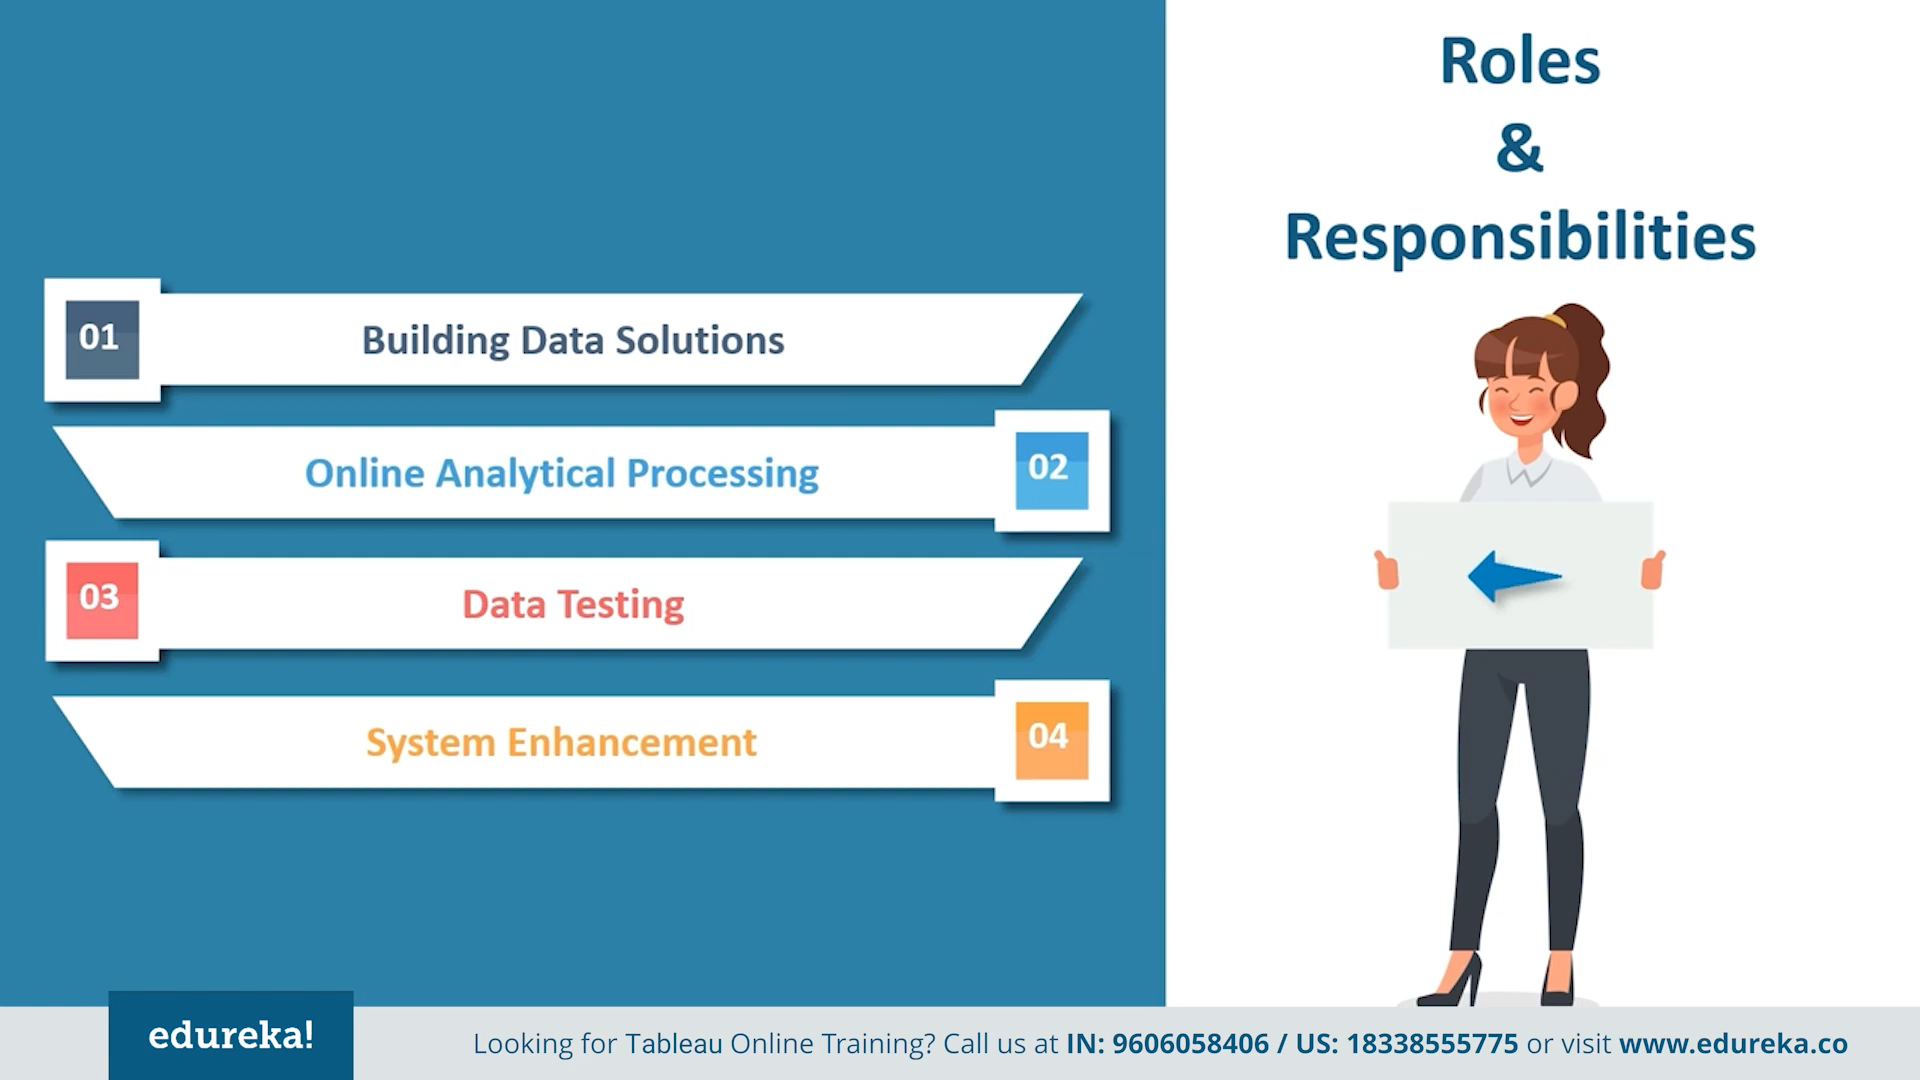 Roles
&
Responsibilities
01
Building Data Solutions
Online Analytical Processing
02
03
Data Testing
System Enhancement
04
edureka!
Looking for Tableau Online Training? Call us at IN: 9606058406 / US: 18338555775 or visit www.edureka.co